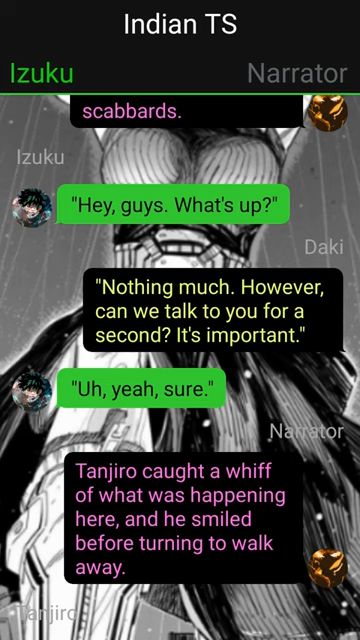 Indian TS
Izuku
Narrator
scabbards.
Izuku
"Hey, guys. What's up?"
Daki
"Nothing much. However,
can we talk to you for a
second? It's important."
"Uh, yeah, sure."
Narrator
Tanjiro caught a whiff
of what was happening
here, and he smiled
before turning to walk
away.
Tanjiro